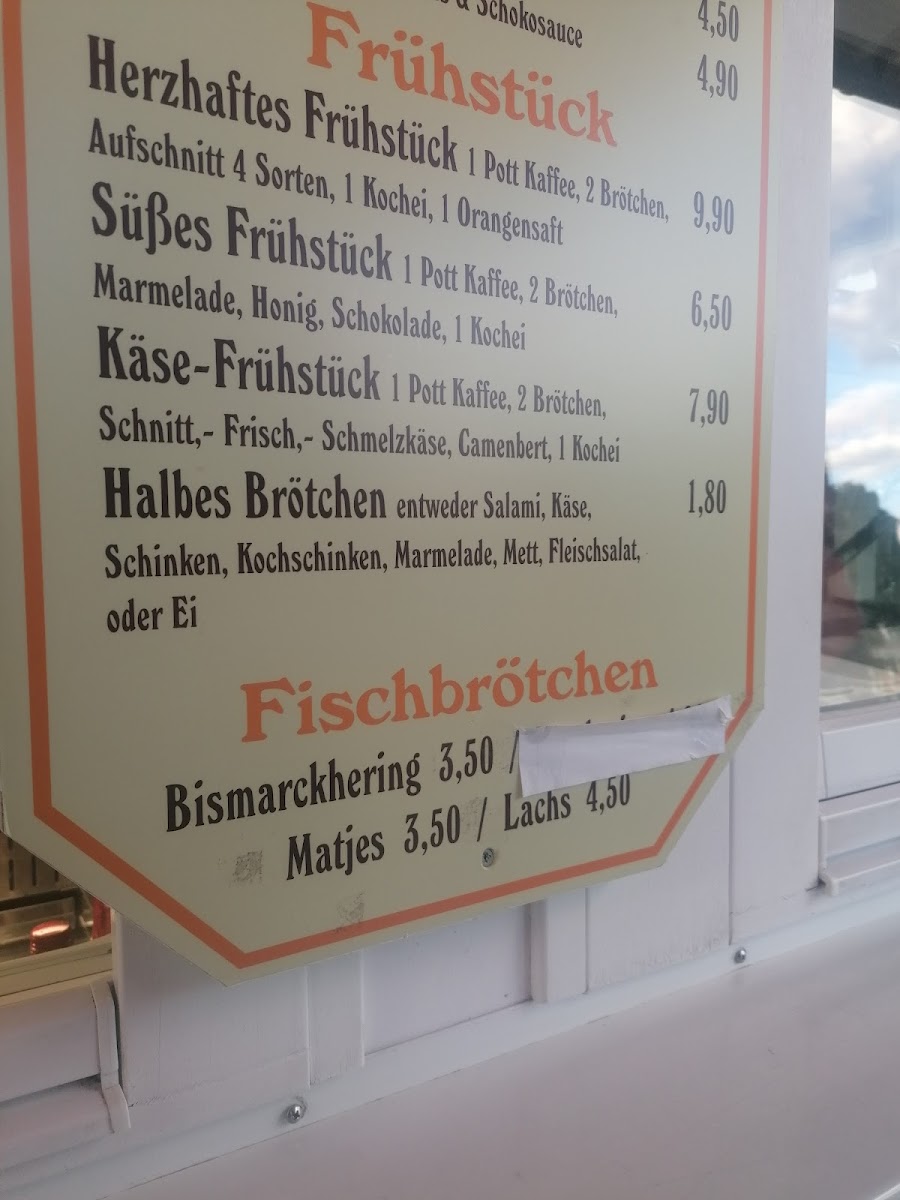 & Schokosauce 4,50
4,90
Frühstück
Herzhaftes Frühstück 1 Pott Kaffee, 2 Brötchen,
Aufschnitt 4 Sorten, 1 Kochei, 1 Orangensaft 9,90
Süßes Frühstück 1 Pott Kaffee, 2 Brötchen,
Marmelade, Honig, Schokolade, 1 Kochei 6,50
Käse-Frühstück 1 Pott Kaffee, 2 Brötchen, 7,90
Schnitt,- Frisch,- Schmelzkäse, Camenbert, 1 Kochei
Halbes Brötchen entweder Salami, Käse, 1,80
Schinken, Kochschinken, Marmelade, Mett, Fleischsalat,
oder Ei
Fischbrötchen
Bismarckhering 3,50 /
Matjes 3,50 / Lachs 4,50